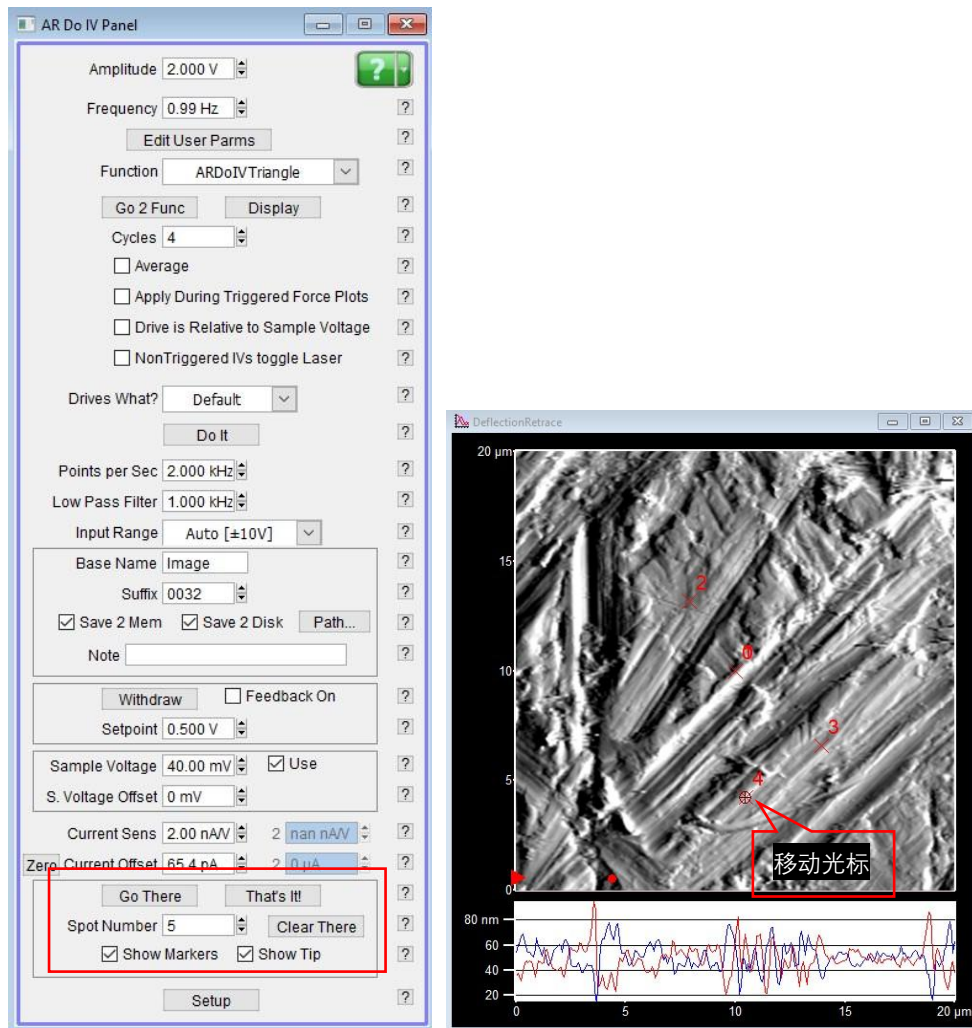 AR Do IV Panel
Amplitude 2.000 V ?
Frequency 0.99 Hz ?
Edit User Parms ?
Function ARDoIVTriangle ?
Go 2 Func Display ?
Cycles 4 ?
Average ?
Apply During Triggered Force Plots ?
Drive is Relative to Sample Voltage ?
NonTriggered IVs toggle Laser ?
Drives What? Default ?
Do It ?
Points per Sec 2.000 kHz ?
Low Pass Filter 1.000 kHz ?
Input Range Auto [±10V] ?
Base Name Image ?
Suffix 0032 ?
Save 2 Mem Save 2 Disk Path... ?
Note ?
Withdraw Feedback On ?
Setpoint 0.500 V ?
Sample Voltage 40.00 mV Use ?
S. Voltage Offset 0 mV ?
Current Sens 2.00 nA/V 2 nan nA/V ?
Zero Current Offset 65.4 pA 2 0 µA ?
Go There That's It! ?
Spot Number 5 Clear There ?
Show Markers Show Tip ?
Setup ?
DeflectionRetrace
20 µm
15
10
5
0
2
3
4
移动光标
80 nm
60
40
20
0 5 10 15 20 µm